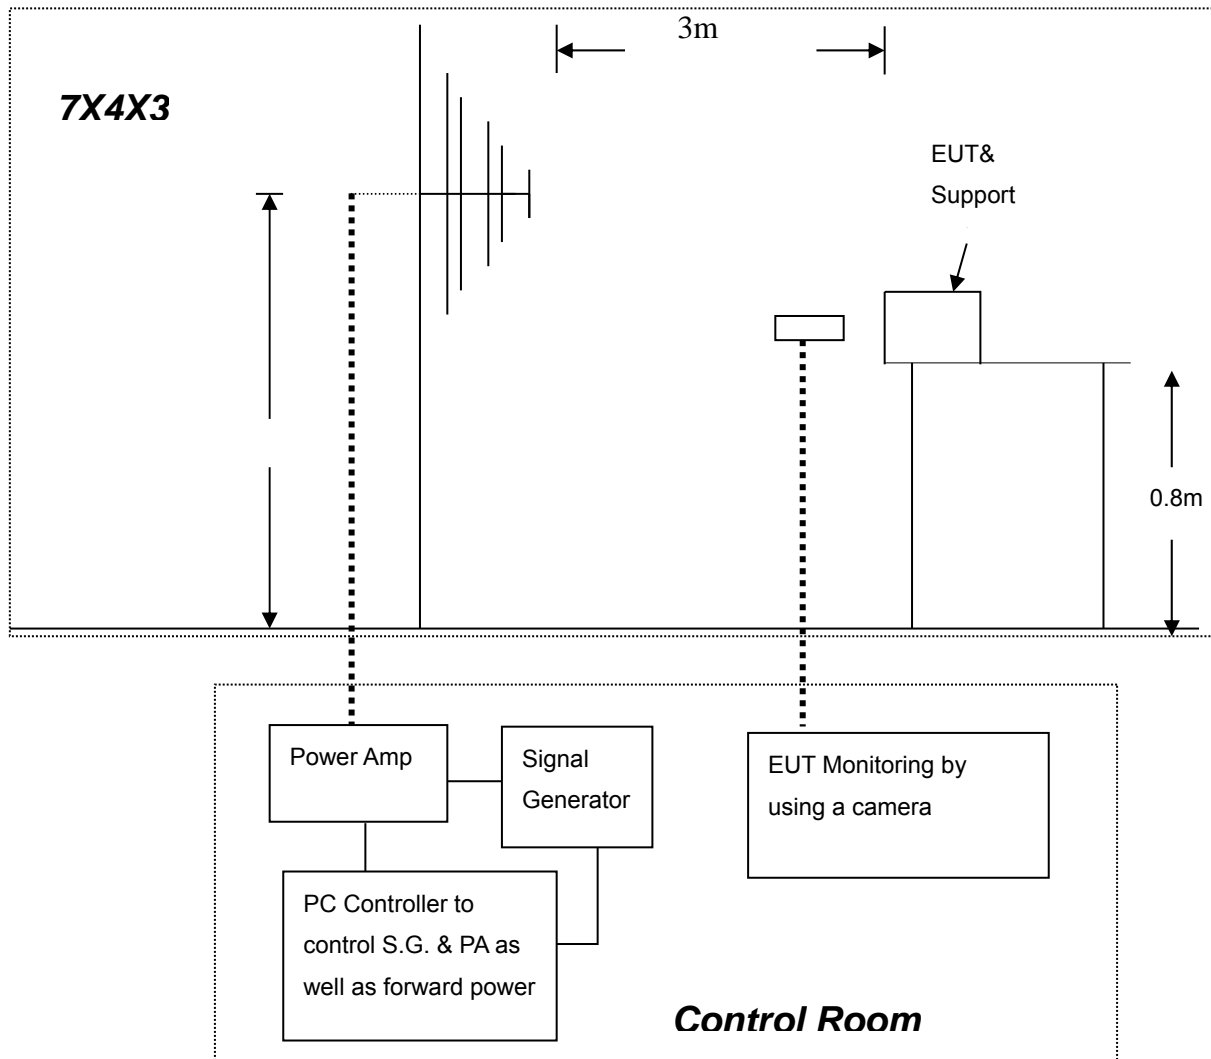 3m
7X4X3
EUT&
Support
0.8m
Power Amp
Signal
Generator
EUT Monitoring by
using a camera
PC Controller to
control S.G. & PA as
well as forward power
Control Room